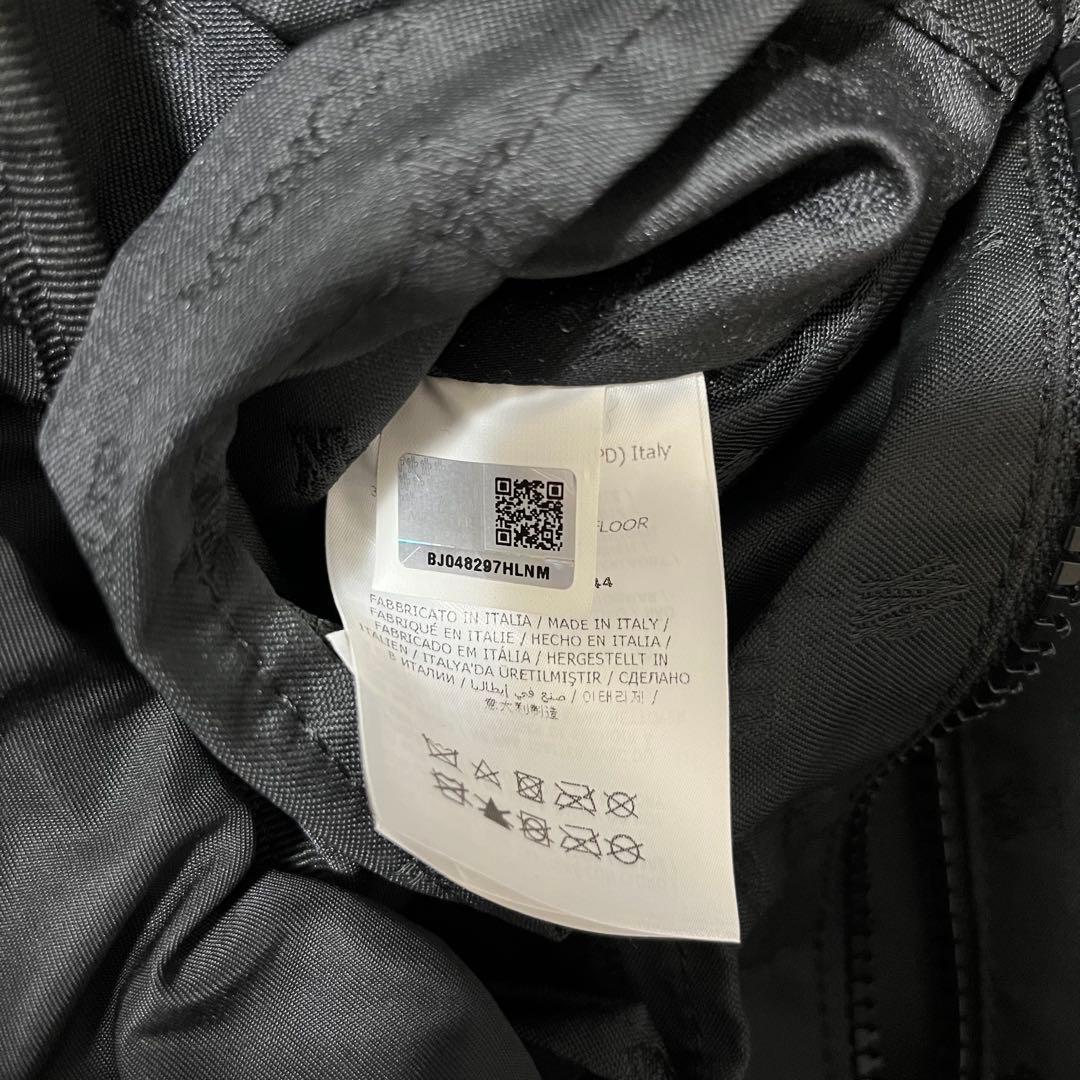 PD) Italy
FLOOR
44
BJ048297HLNM
FABBRICATO IN ITALIA / MADE IN ITALY /
FABRIQUÉ EN ITALIE / HECHO EN ITALIA /
FABRICADO EM ITÁLIA / HERGESTELLT IN
ITALIEN / ITALYA'DA ÜRETILMIŞTIR / СДЕЛАНО
В ИТАЛИИ / صنع في إيطاليا / 이태리제 /
意大利制造